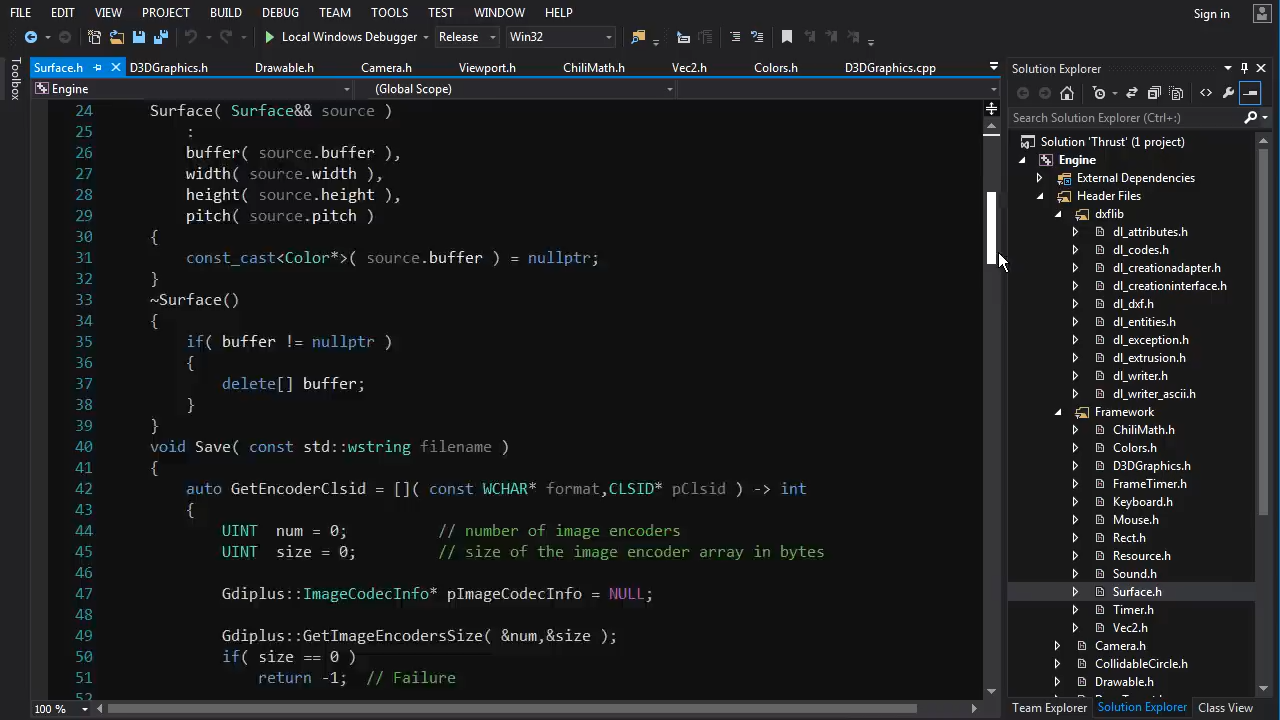 FILE EDIT VIEW PROJECT BUILD DEBUG TEAM TOOLS TEST WINDOW HELP Sign in
Local Windows Debugger Release Win32
Toolbox
Surface.h D3DGraphics.h Drawable.h Camera.h Viewport.h ChiliMath.h Vec2.h Colors.h D3DGraphics.cpp
Engine (Global Scope)
24 Surface( Surface&& source )
25 :
26 buffer( source.buffer ),
27 width( source.width ),
28 height( source.height ),
29 pitch( source.pitch )
30 {
31 const_cast<Color*>( source.buffer ) = nullptr;
32 }
33 ~Surface()
34 {
35 if( buffer != nullptr )
36 {
37 delete[] buffer;
38 }
39 }
40 void Save( const std::wstring filename )
41 {
42 auto GetEncoderClsid = []( const WCHAR* format,CLSID* pClsid ) -> int
43 {
44 UINT num = 0; // number of image encoders
45 UINT size = 0; // size of the image encoder array in bytes
46
47 Gdiplus::ImageCodecInfo* pImageCodecInfo = NULL;
48
49 Gdiplus::GetImageEncodersSize( &num,&size );
50 if( size == 0 )
51 return -1; // Failure
52
100 %
Solution Explorer
Search Solution Explorer (Ctrl+:)
Solution 'Thrust' (1 project)
Engine
External Dependencies
Header Files
dxflib
dl_attributes.h
dl_codes.h
dl_creationadapter.h
dl_creationinterface.h
dl_dxf.h
dl_entities.h
dl_exception.h
dl_extrusion.h
dl_writer.h
dl_writer_ascii.h
Framework
ChiliMath.h
Colors.h
D3DGraphics.h
FrameTimer.h
Keyboard.h
Mouse.h
Rect.h
Resource.h
Sound.h
Surface.h
Timer.h
Vec2.h
Camera.h
CollidableCircle.h
Drawable.h
Team Explorer Solution Explorer Class View